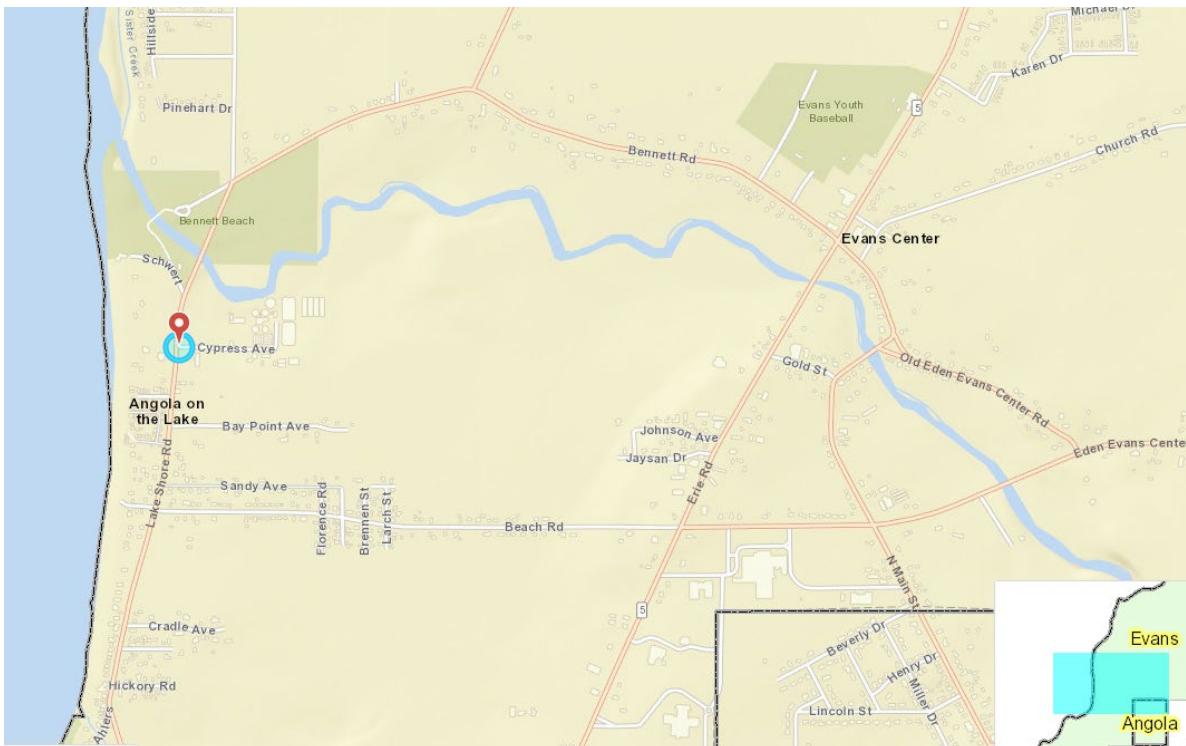 Sister Creek
Hillside
Michael Dr
Karen Dr
Pinehart Dr
Evans Youth
Baseball
5
Church Rd
Bennett Rd
Bennett Beach
Evans Center
Schwert
Cypress Ave
Gold St
Old Eden Evans Center Rd
Angola on
the Lake
Bay Point Ave
Johnson Ave
Jaysan Dr
Eden Evans Center
Lake Shore Rd
Sandy Ave
Florence Rd
Brennen St
Larch St
Erie Rd
Beach Rd
N Main St
5
Cradle Ave
Beverly Dr
Evans
Henry Dr
Miller Dr
Hickory Rd
Lincoln St
Ahlers
Angola